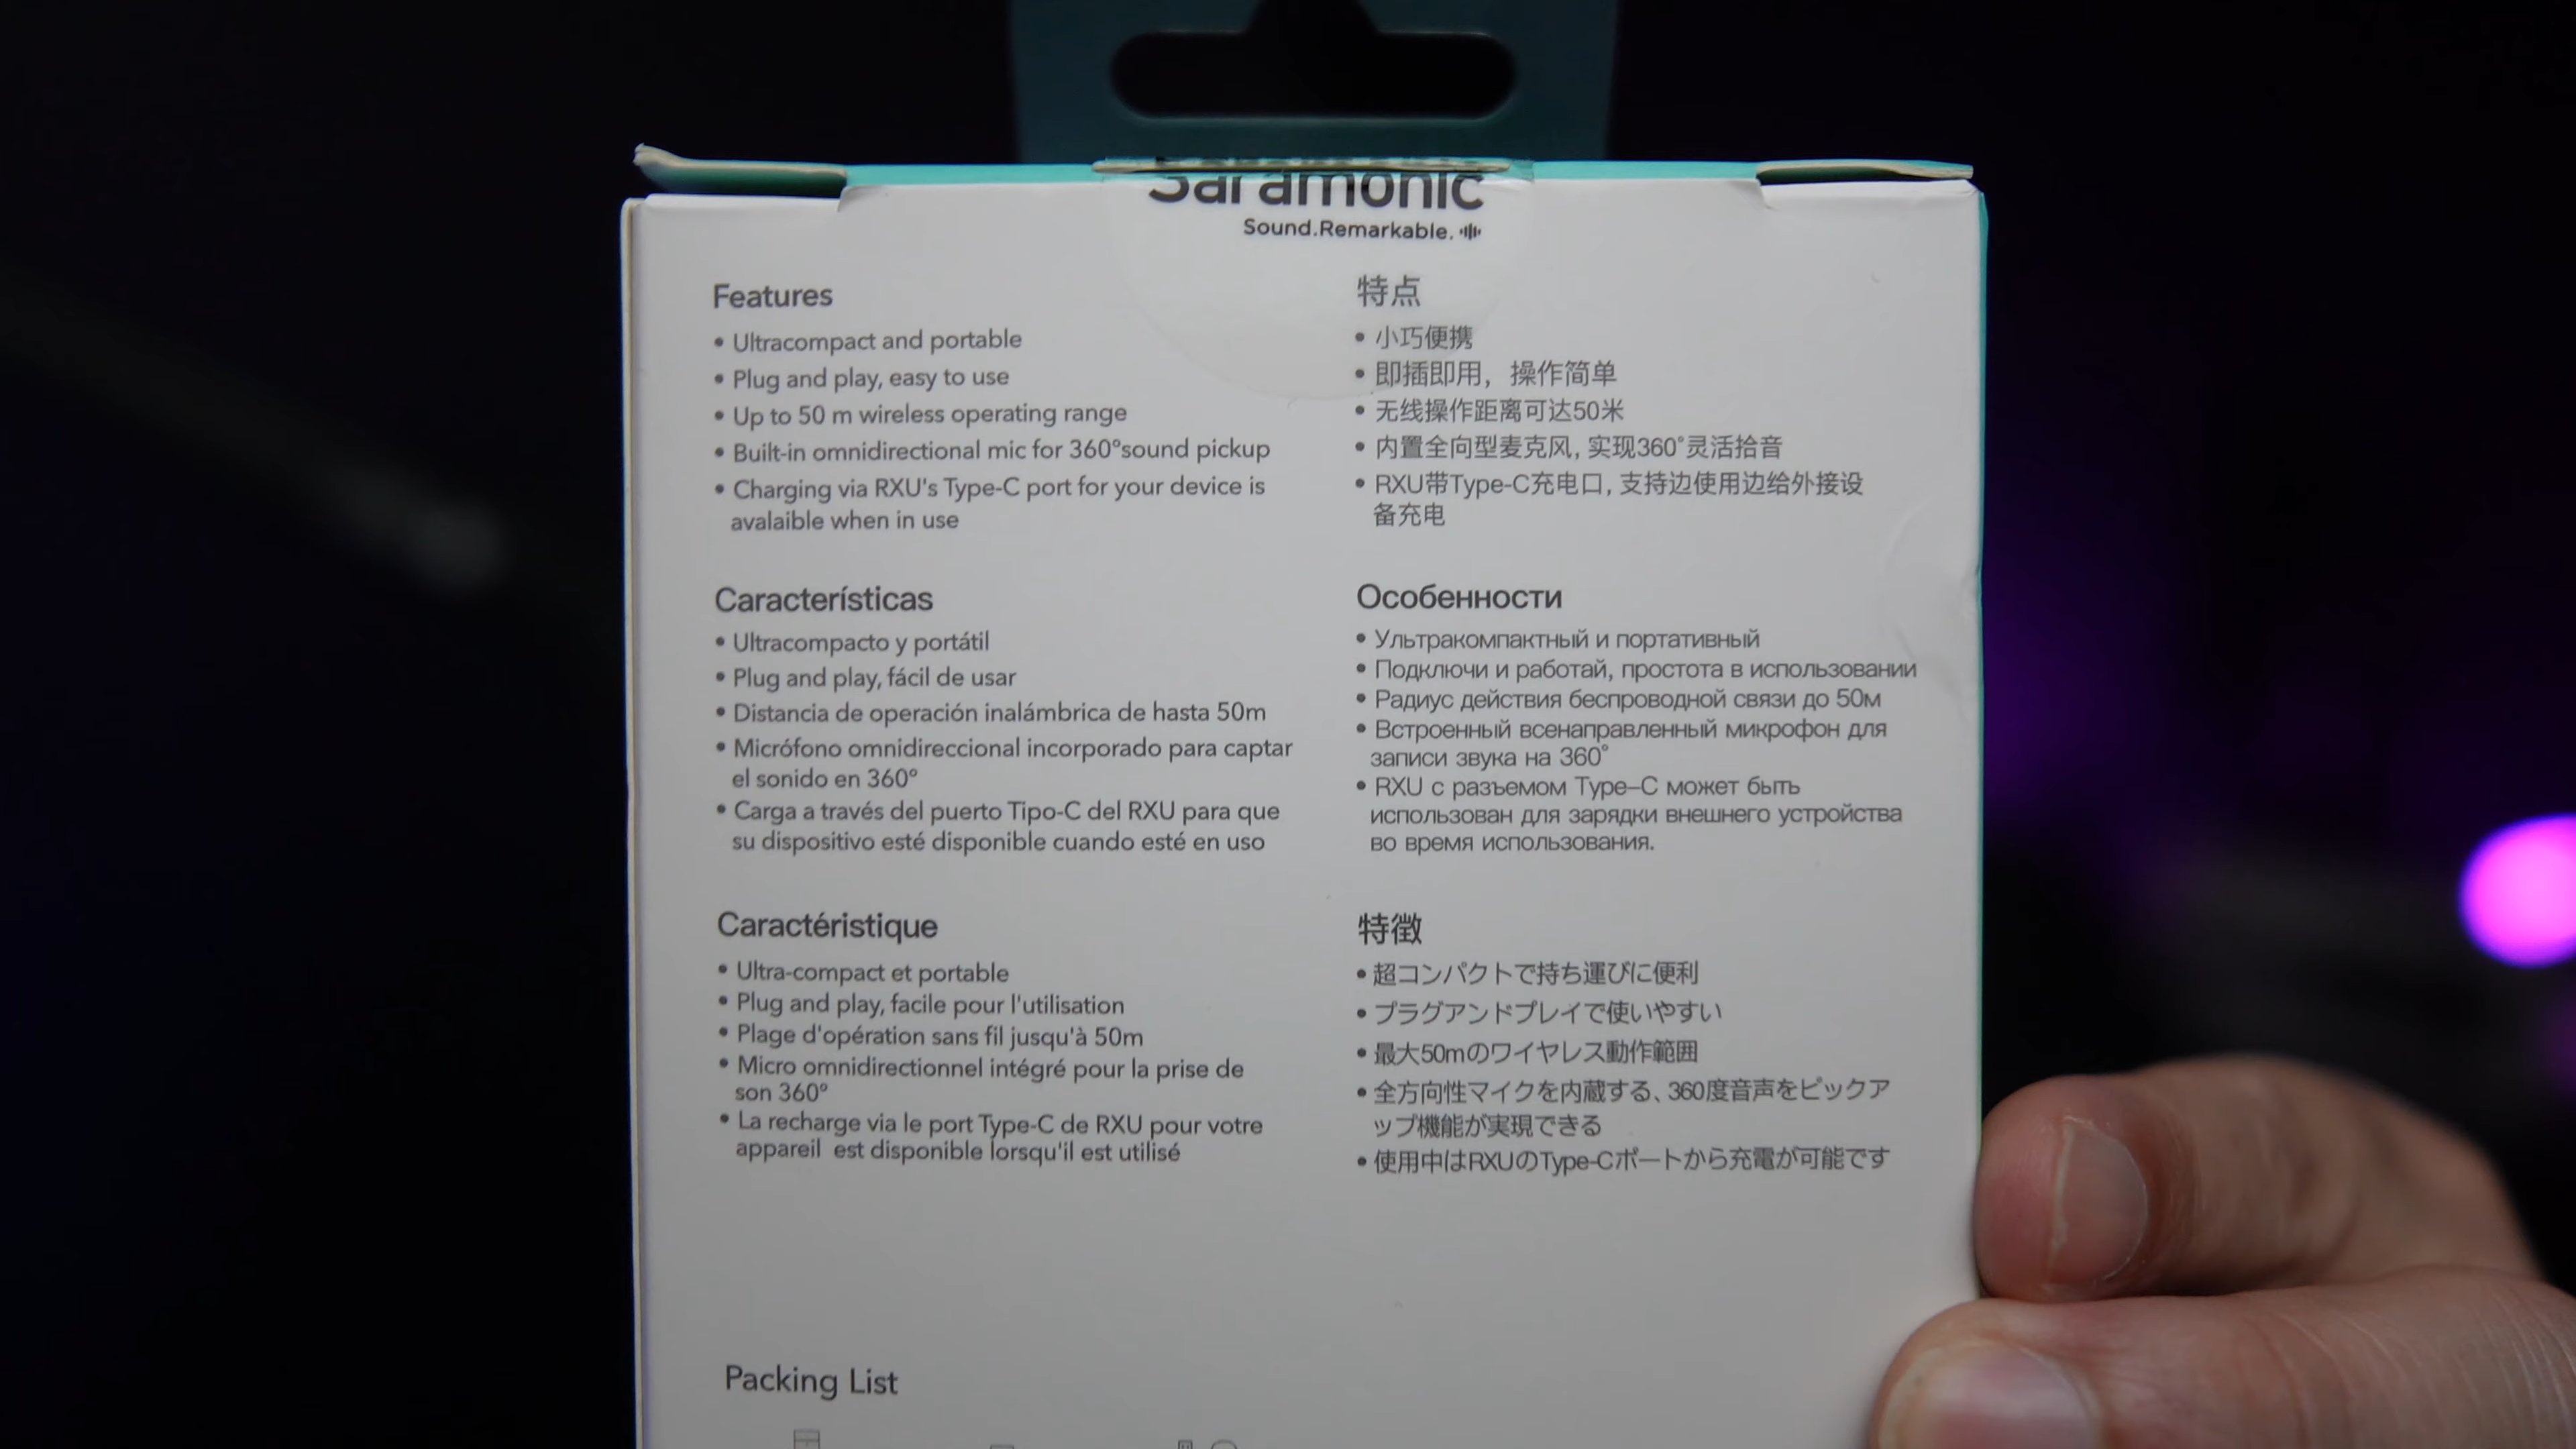 Saramonic
Sound.Remarkable.
Features
• Ultracompact and portable
• Plug and play, easy to use
• Up to 50 m wireless operating range
• Built-in omnidirectional mic for 360°sound pickup
• Charging via RXU's Type-C port for your device is
avalaible when in use
特点
• 小巧便携
• 即插即用，操作简单
• 无线操作距离可达50米
• 内置全向型麦克风, 实现360°灵活拾音
• RXU带Type-C充电口, 支持边使用边给外接设
备充电
Características
• Ultracompacto y portátil
• Plug and play, fácil de usar
• Distancia de operación inalámbrica de hasta 50m
• Micrófono omnidireccional incorporado para captar
el sonido en 360°
• Carga a través del puerto Tipo-C del RXU para que
su dispositivo esté disponible cuando esté en uso
Особенности
• Ультракомпактный и портативный
• Подключи и работай, простота в использовании
• Радиус действия беспроводной связи до 50м
• Встроенный всенаправленный микрофон для
записи звука на 360°
• RXU с разъемом Type-C может быть
использован для зарядки внешнего устройства
во время использования.
Caractéristique
• Ultra-compact et portable
• Plug and play, facile pour l'utilisation
• Plage d'opération sans fil jusqu'à 50m
• Micro omnidirectionnel intégré pour la prise de
son 360°
• La recharge via le port Type-C de RXU pour votre
appareil est disponible lorsqu'il est utilisé
特徴
• 超コンパクトで持ち運びに便利
• プラグアンドプレイで使いやすい
• 最大50mのワイヤレス動作範囲
• 全方向性マイクを内蔵する、360度音声をピックア
ップ機能が実現できる
• 使用中はRXUのType-Cポートから充電が可能です
Packing List